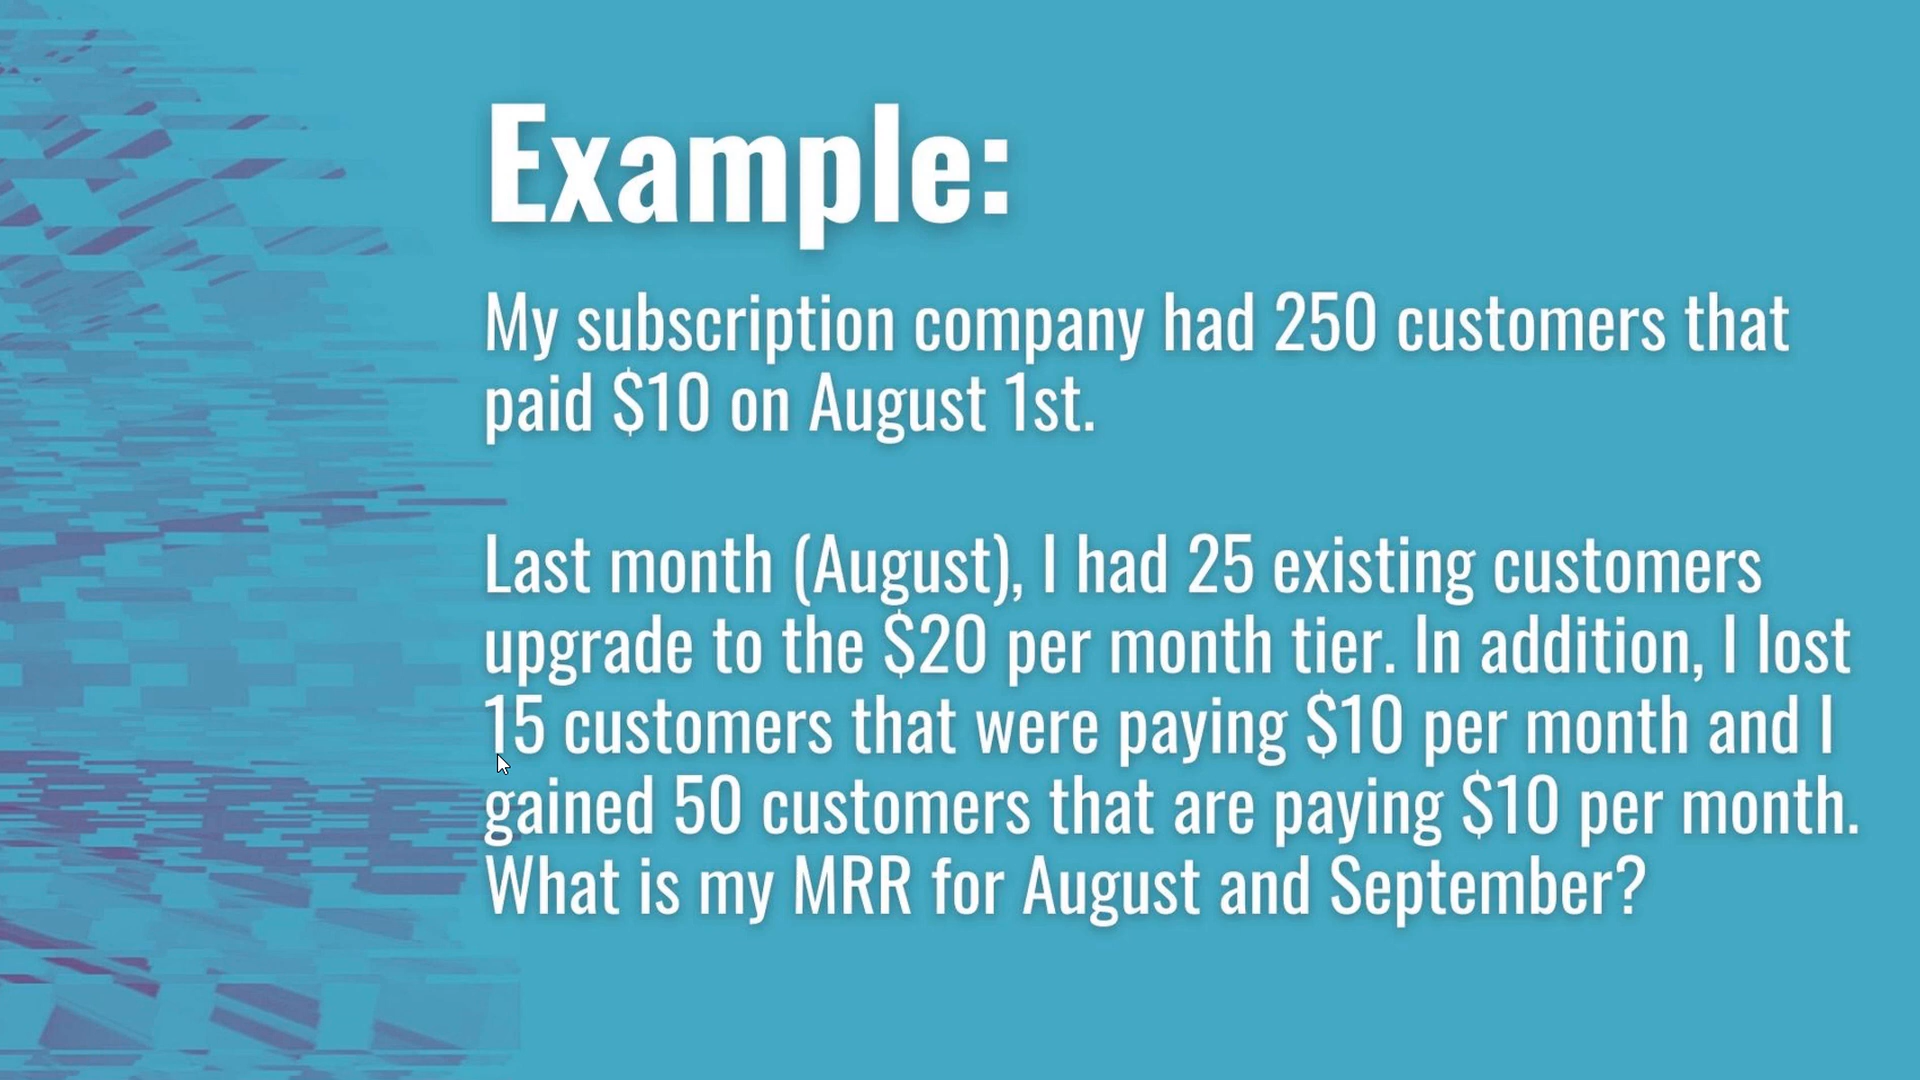 Example:
My subscription company had 250 customers that
paid $10 on August 1st.
Last month (August), I had 25 existing customers
upgrade to the $20 per month tier. In addition, I lost
15 customers that were paying $10 per month and I
gained 50 customers that are paying $10 per month.
What is my MRR for August and September?